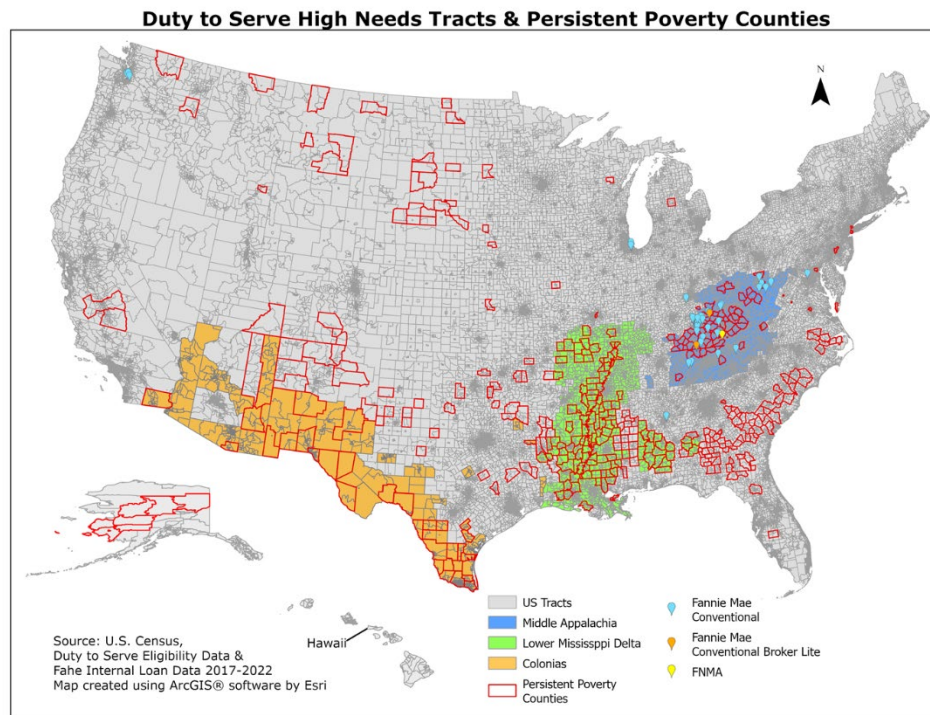 Duty to Serve High Needs Tracts & Persistent Poverty Counties
N
Hawaii
Source: U.S. Census,
Duty to Serve Eligibility Data &
Fahe Internal Loan Data 2017-2022
Map created using ArcGIS® software by Esri
US Tracts
Middle Appalachia
Lower Mississppi Delta
Colonias
Persistent Poverty
Counties
Fannie Mae
Conventional
Fannie Mae
Conventional Broker Lite
FNMA